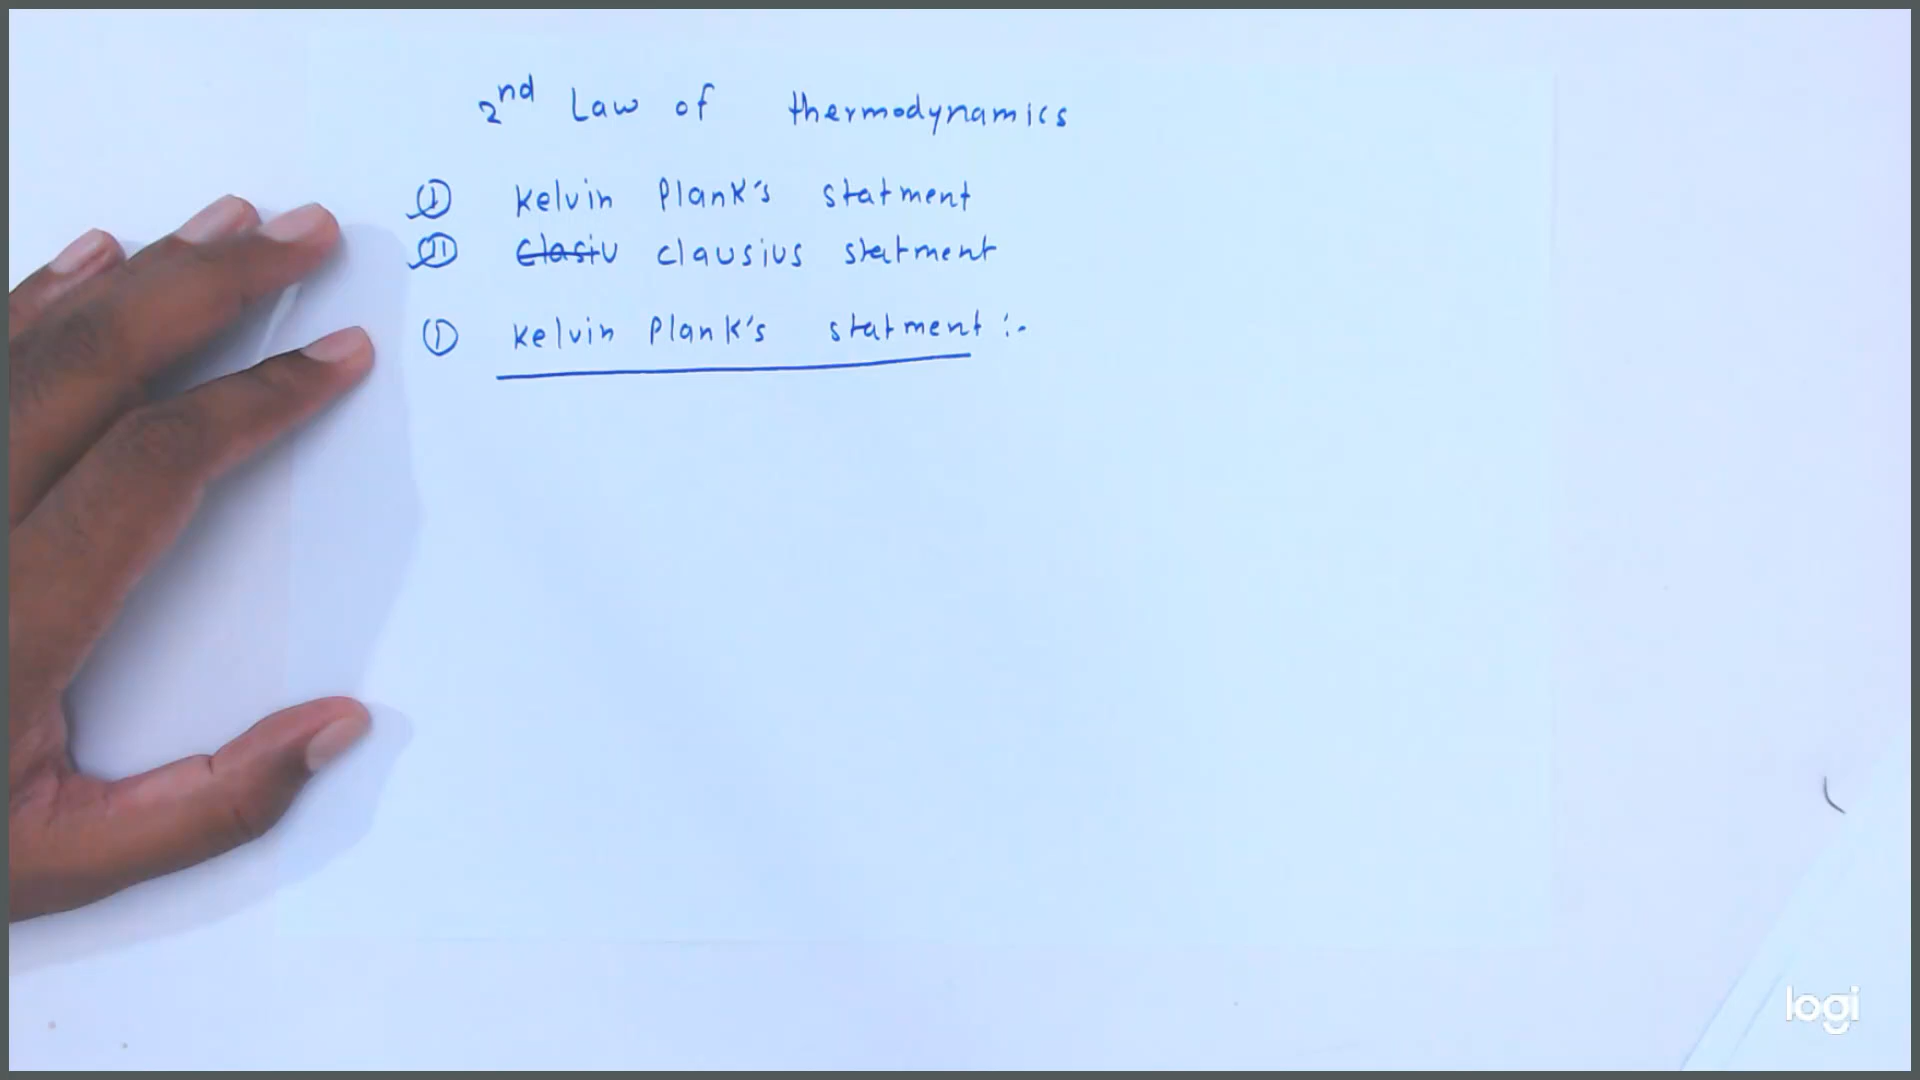 2nd Law of thermodynamics
I Kelvin Plank's statment
II Clasiu clausius statment
I Kelvin Plank's statment :-
logi